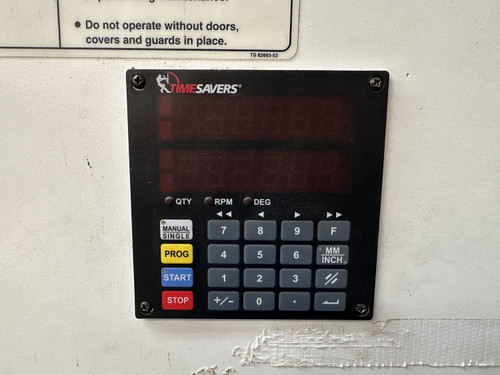 • Do not operate without doors,
covers and guards in place.
TS 82693-53
TIMESAVERS®
QTY RPM DEG
◄◄ ◄ ► ►►
MANUAL
SINGLE
7 8 9 F
PROG 4 5 6 MM
INCH
START 1 2 3
STOP +/− 0 .